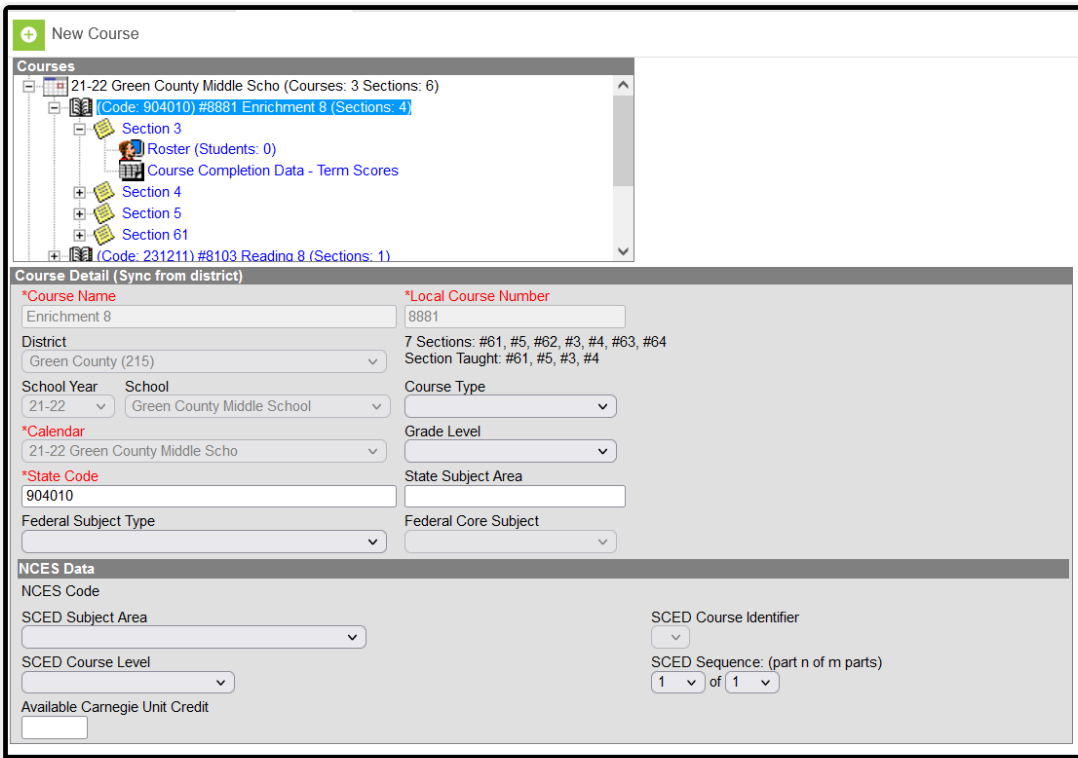 New Course
Courses
21-22 Green County Middle Scho (Courses: 3 Sections: 6)
(Code: 904010) #8881 Enrichment 8 (Sections: 4)
Section 3
Roster (Students: 0)
Course Completion Data - Term Scores
Section 4
Section 5
Section 61
(Code: 231211) #8103 Reading 8 (Sections: 1)
Course Detail (Sync from district)
*Course Name *Local Course Number
Enrichment 8 8881
District 7 Sections: #61, #5, #62, #3, #4, #63, #64
Green County (215) Section Taught: #61, #5, #3, #4
School Year School Course Type
21-22 Green County Middle School
*Calendar Grade Level
21-22 Green County Middle Scho
*State Code State Subject Area
904010
Federal Subject Type Federal Core Subject
NCES Data
NCES Code
SCED Subject Area SCED Course Identifier
SCED Course Level SCED Sequence: (part n of m parts)
1 of 1
Available Carnegie Unit Credit